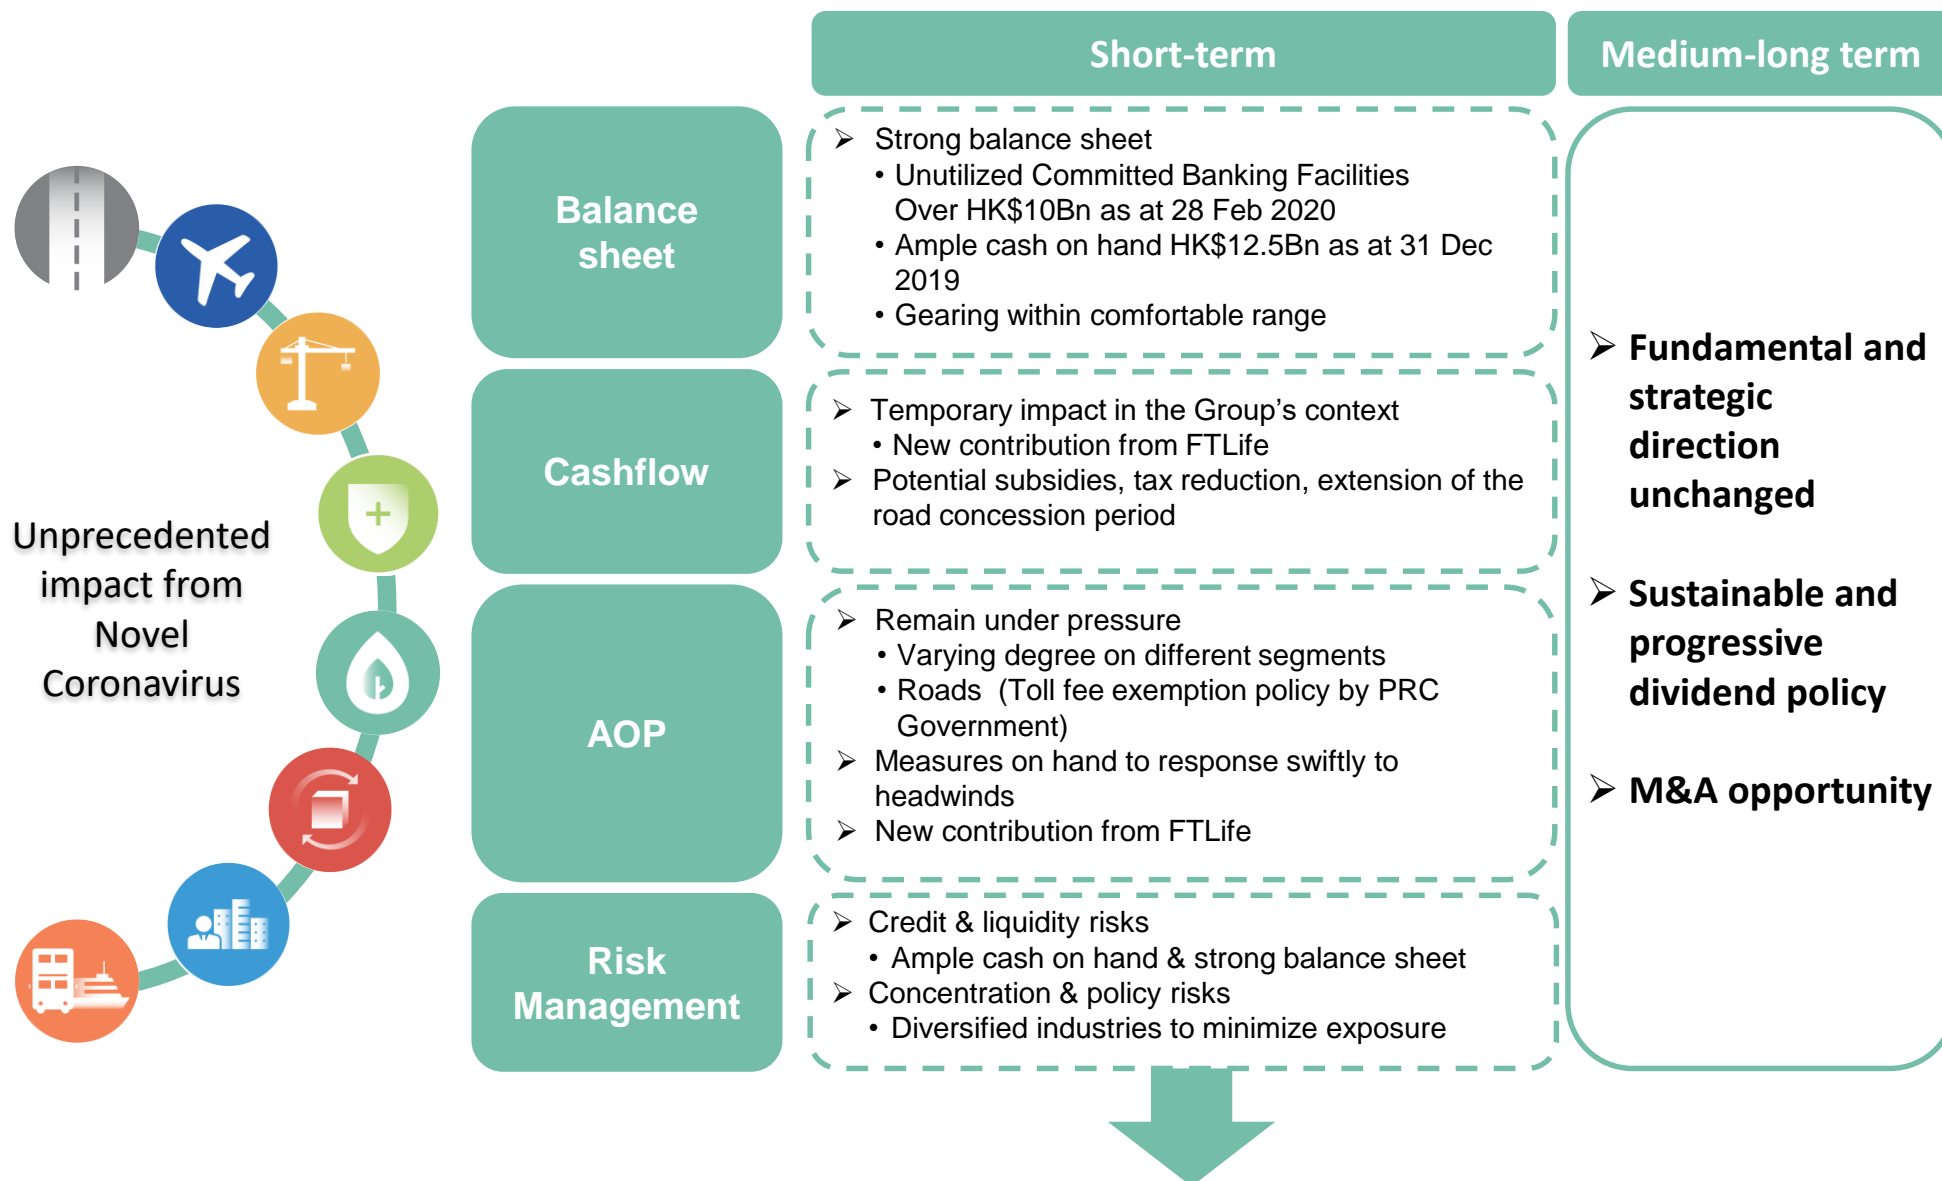 Short-term
Medium-long term
Unprecedented
impact from
Novel
Coronavirus
Balance
sheet
➢ Strong balance sheet
• Unutilized Committed Banking Facilities
Over HK$10Bn as at 28 Feb 2020
• Ample cash on hand HK$12.5Bn as at 31 Dec
2019
• Gearing within comfortable range
Cashflow
➢ Temporary impact in the Group’s context
• New contribution from FTLife
➢ Potential subsidies, tax reduction, extension of the
road concession period
AOP
➢ Remain under pressure
• Varying degree on different segments
• Roads (Toll fee exemption policy by PRC
Government)
➢ Measures on hand to response swiftly to
headwinds
➢ New contribution from FTLife
Risk
Management
➢ Credit & liquidity risks
• Ample cash on hand & strong balance sheet
➢ Concentration & policy risks
• Diversified industries to minimize exposure
➢ Fundamental and
strategic
direction
unchanged
➢ Sustainable and
progressive
dividend policy
➢ M&A opportunity